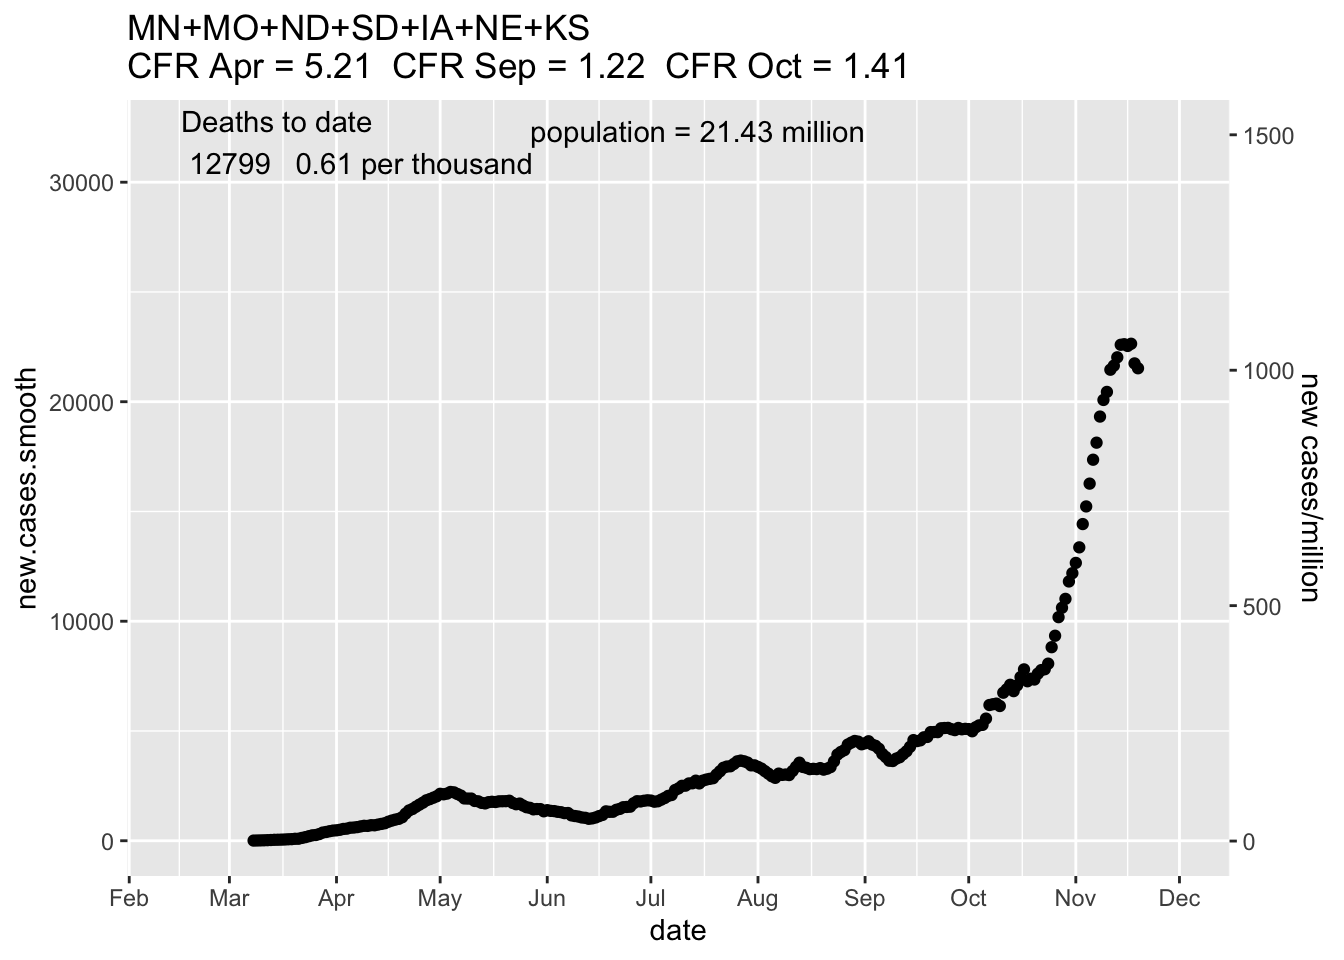 MN+MO+ND+SD+IA+NE+KS
CFR Apr = 5.21  CFR Sep = 1.22  CFR Oct = 1.41
Deaths to date
12799   0.61 per thousand
population = 21.43 million
30000
20000
10000
0
new.cases.smooth
1500
1000
500
0
new cases/million
Feb Mar Apr May Jun Jul Aug Sep Oct Nov Dec
date